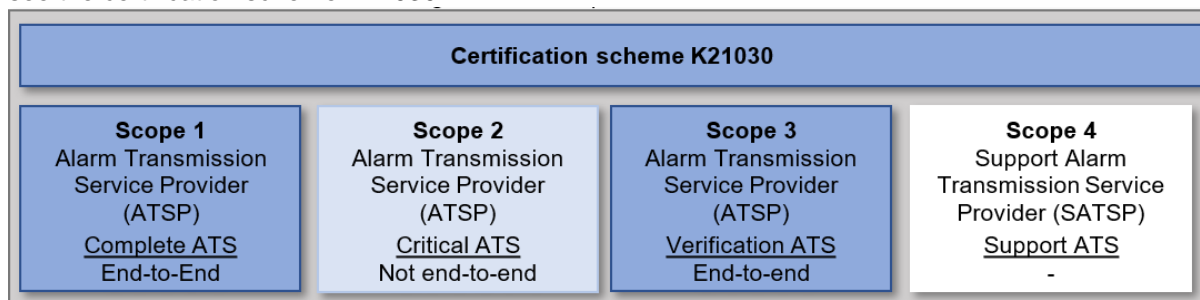 Certification scheme K21030
Scope 1
Alarm Transmission
Service Provider
(ATSP)
Complete ATS
End-to-End
Scope 2
Alarm Transmission
Service Provider
(ATSP)
Critical ATS
Not end-to-end
Scope 3
Alarm Transmission
Service Provider
(ATSP)
Verification ATS
End-to-end
Scope 4
Support Alarm
Transmission Service
Provider (SATSP)
Support ATS
-